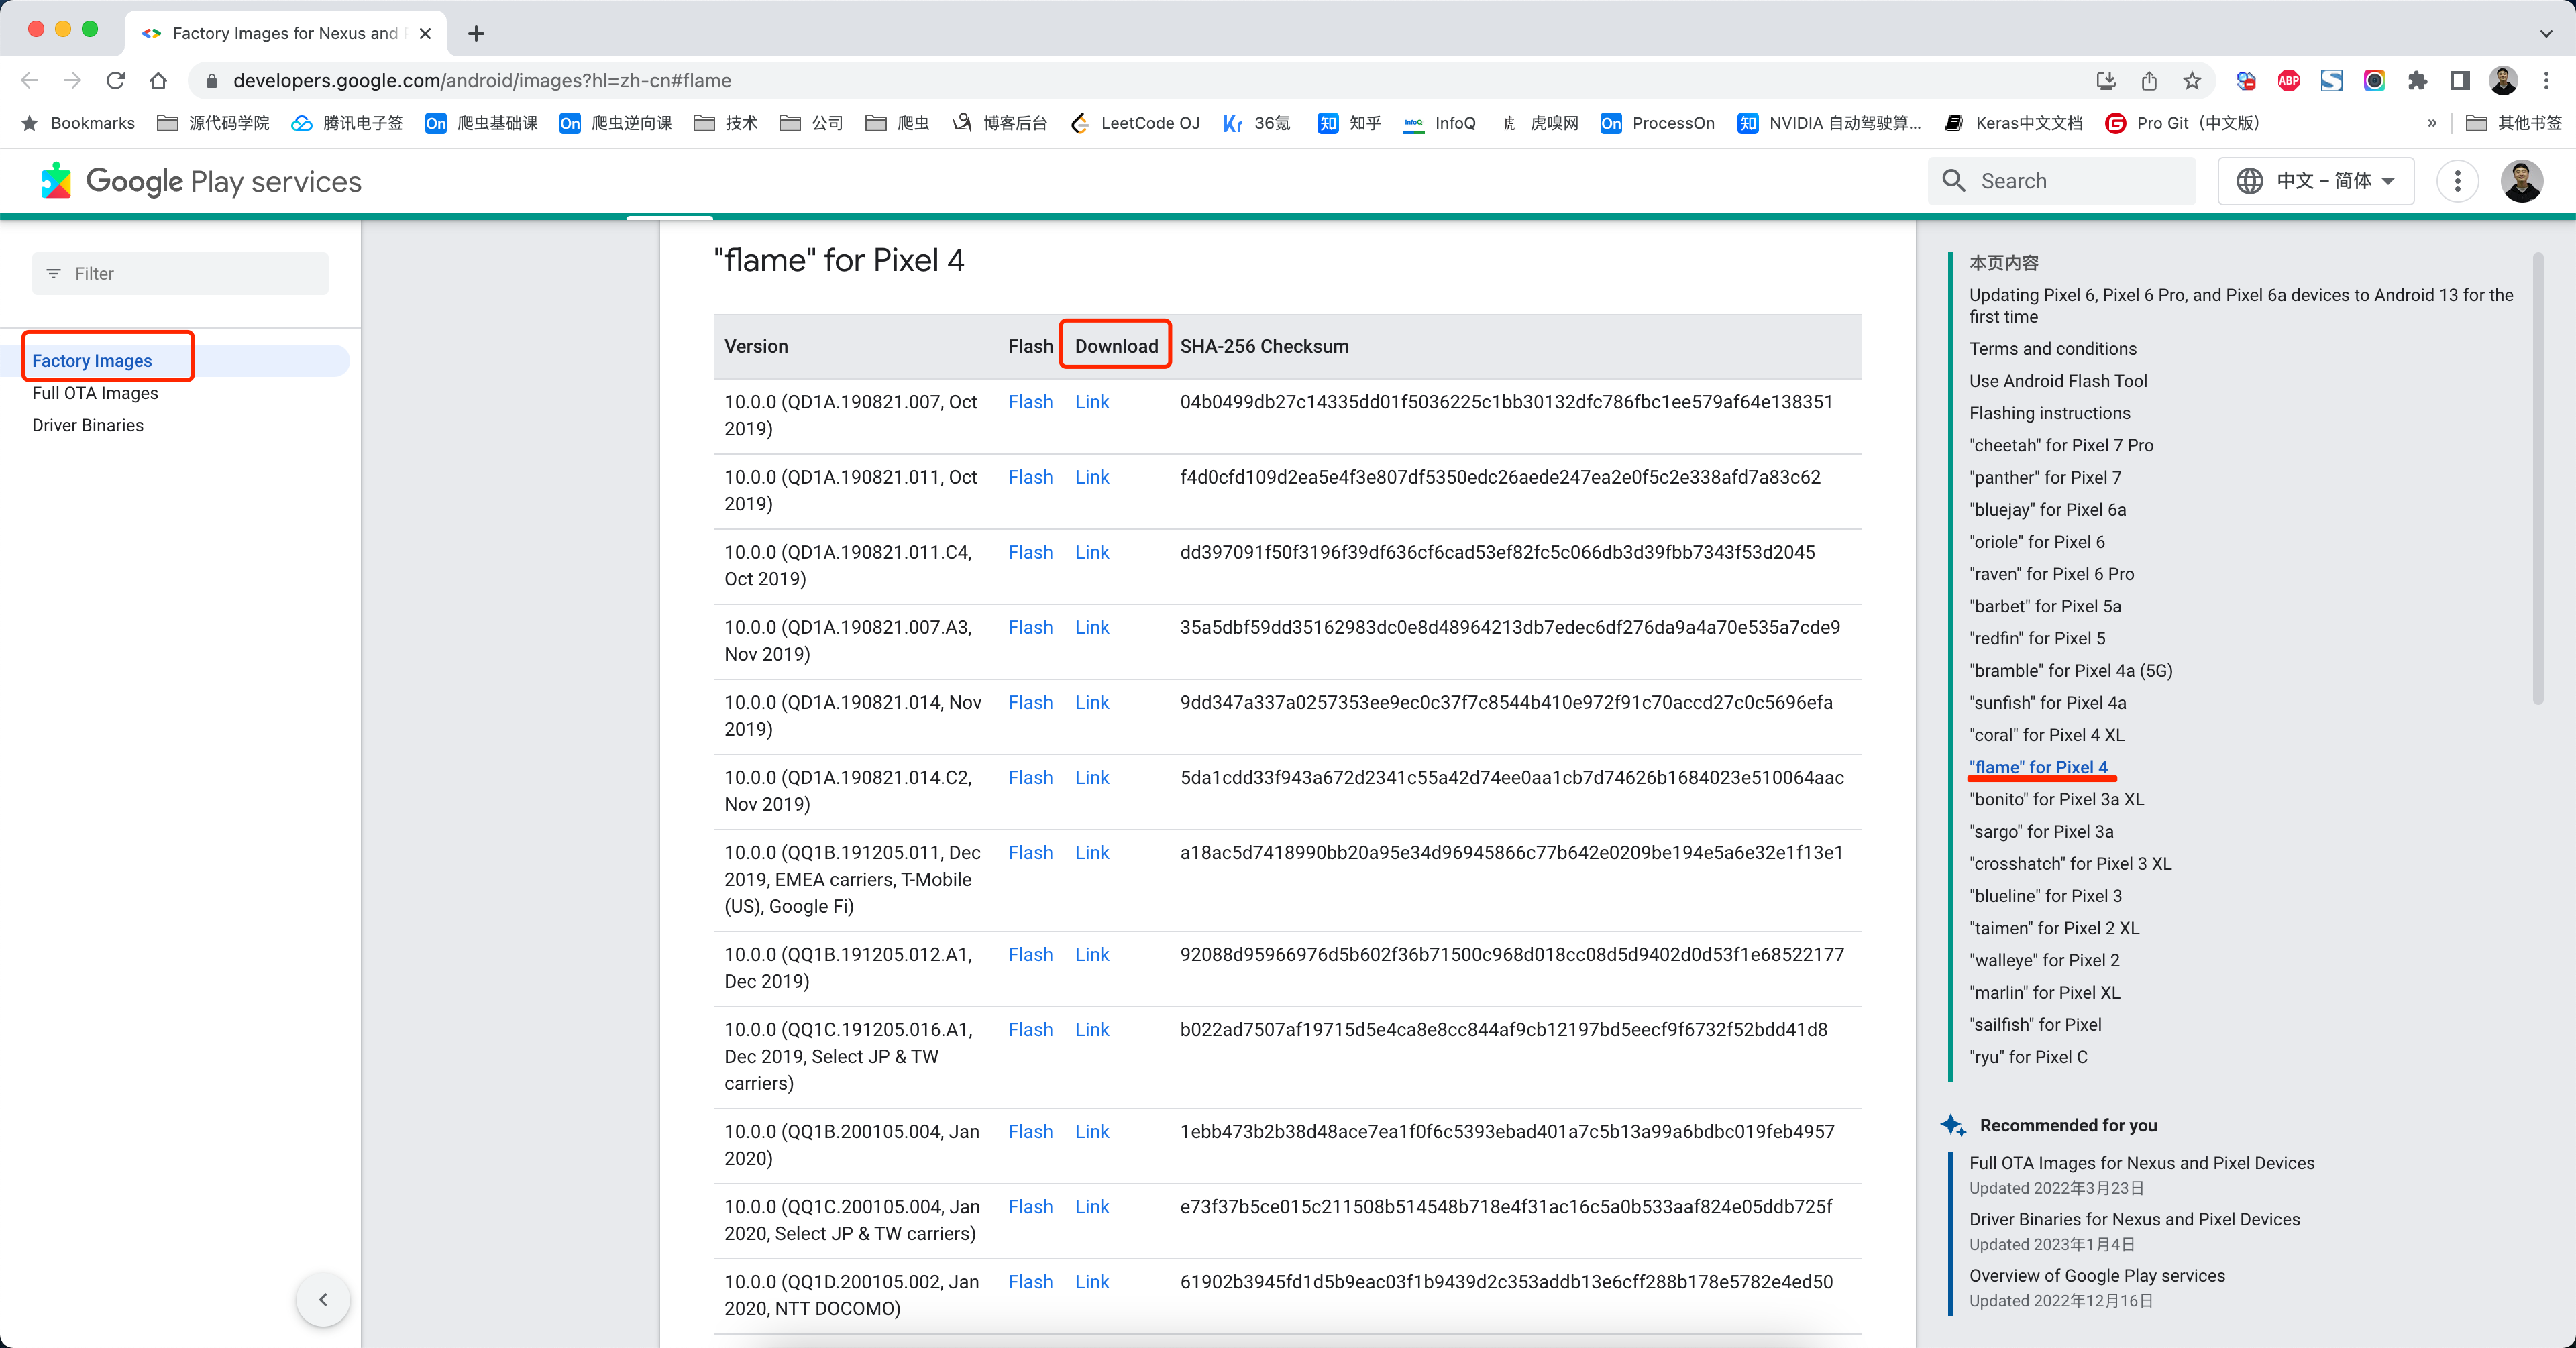 Factory Images for Nexus and
developers.google.com/android/images?hl=zh-cn#flame
ABP
Bookmarks
源代码学院
腾讯电子签
On 爬虫基础课
On 爬虫逆向课
技术
公司
爬虫
博客后台
LeetCode OJ
Kr 36氪
知 知乎
InfoQ InfoQ
虎 虎嗅网
On ProcessOn
知 NVIDIA 自动驾驶算...
Keras中文文档
Pro Git（中文版）
»
其他书签
Google Play services
Search
中文 – 简体
Filter
Factory Images
Full OTA Images
Driver Binaries
"flame" for Pixel 4
Version Flash Download SHA-256 Checksum
10.0.0 (QD1A.190821.007, Oct Flash Link 04b0499db27c14335dd01f5036225c1bb30132dfc786fbc1ee579af64e138351
2019)
10.0.0 (QD1A.190821.011, Oct Flash Link f4d0cfd109d2ea5e4f3e807df5350edc26aede247ea2e0f5c2e338afd7a83c62
2019)
10.0.0 (QD1A.190821.011.C4, Flash Link dd397091f50f3196f39df636cf6cad53ef82fc5c066db3d39fbb7343f53d2045
Oct 2019)
10.0.0 (QD1A.190821.007.A3, Flash Link 35a5dbf59dd35162983dc0e8d48964213db7edec6df276da9a4a70e535a7cde9
Nov 2019)
10.0.0 (QD1A.190821.014, Nov Flash Link 9dd347a337a0257353ee9ec0c37f7c8544b410e972f91c70accd27c0c5696efa
2019)
10.0.0 (QD1A.190821.014.C2, Flash Link 5da1cdd33f943a672d2341c55a42d74ee0aa1cb7d74626b1684023e510064aac
Nov 2019)
10.0.0 (QQ1B.191205.011, Dec Flash Link a18ac5d7418990bb20a95e34d96945866c77b642e0209be194e5a6e32e1f13e1
2019, EMEA carriers, T-Mobile
(US), Google Fi)
10.0.0 (QQ1B.191205.012.A1, Flash Link 92088d95966976d5b602f36b71500c968d018cc08d5d9402d0d53f1e68522177
Dec 2019)
10.0.0 (QQ1C.191205.016.A1, Flash Link b022ad7507af19715d5e4ca8e8cc844af9cb12197bd5eecf9f6732f52bdd41d8
Dec 2019, Select JP & TW
carriers)
10.0.0 (QQ1B.200105.004, Jan Flash Link 1ebb473b2b38d48ace7ea1f0f6c5393ebad401a7c5b13a99a6bdbc019feb4957
2020)
10.0.0 (QQ1C.200105.004, Jan Flash Link e73f37b5ce015c211508b514548b718e4f31ac16c5a0b533aaf824e05ddb725f
2020, Select JP & TW carriers)
10.0.0 (QQ1D.200105.002, Jan Flash Link 61902b3945fd1d5b9eac03f1b9439d2c353addb13e6cff288b178e5782e4ed50
2020, NTT DOCOMO)
本页内容
Updating Pixel 6, Pixel 6 Pro, and Pixel 6a devices to Android 13 for the
first time
Terms and conditions
Use Android Flash Tool
Flashing instructions
"cheetah" for Pixel 7 Pro
"panther" for Pixel 7
"bluejay" for Pixel 6a
"oriole" for Pixel 6
"raven" for Pixel 6 Pro
"barbet" for Pixel 5a
"redfin" for Pixel 5
"bramble" for Pixel 4a (5G)
"sunfish" for Pixel 4a
"coral" for Pixel 4 XL
"flame" for Pixel 4
"bonito" for Pixel 3a XL
"sargo" for Pixel 3a
"crosshatch" for Pixel 3 XL
"blueline" for Pixel 3
"taimen" for Pixel 2 XL
"walleye" for Pixel 2
"marlin" for Pixel XL
"sailfish" for Pixel
"ryu" for Pixel C
Recommended for you
Full OTA Images for Nexus and Pixel Devices
Updated 2022年3月23日
Driver Binaries for Nexus and Pixel Devices
Updated 2023年1月4日
Overview of Google Play services
Updated 2022年12月16日